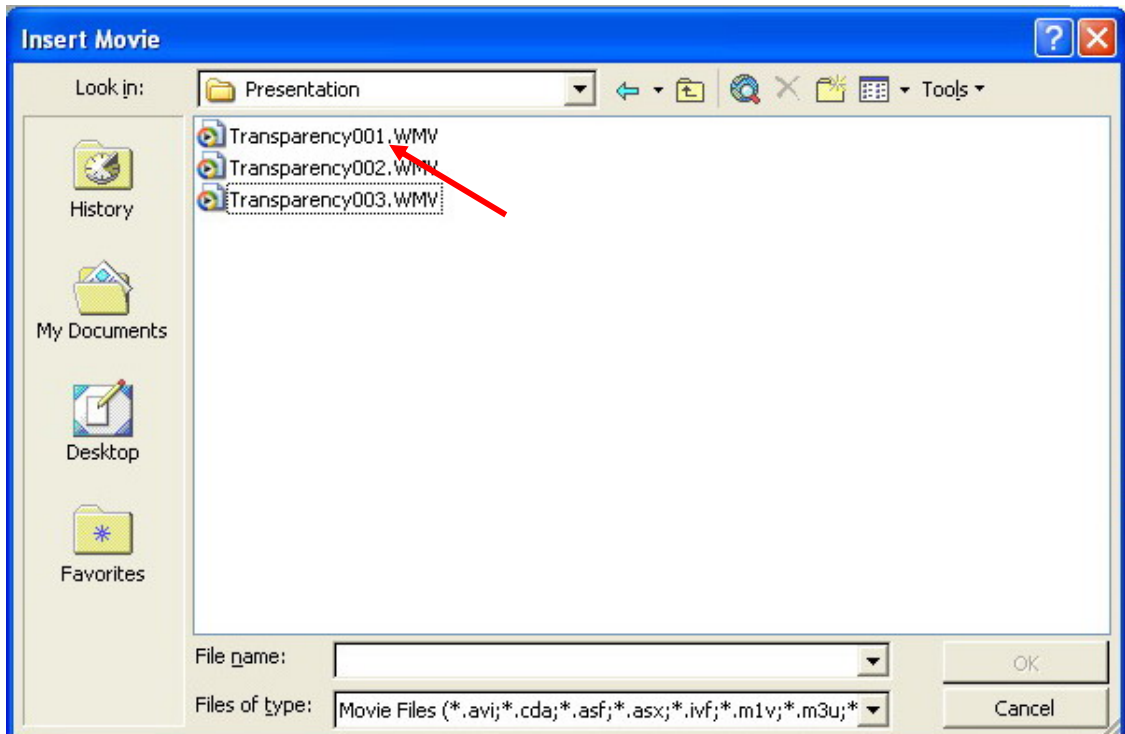 Insert Movie
Look in:
Presentation
Tools
Transparency001.WMV
Transparency002.WMV
Transparency003.WMV
History
My Documents
Desktop
Favorites
File name:
OK
Files of type:
Movie Files (*.avi;*.cda;*.asf;*.asx;*.ivf;*.m1v;*.m3u;*
Cancel